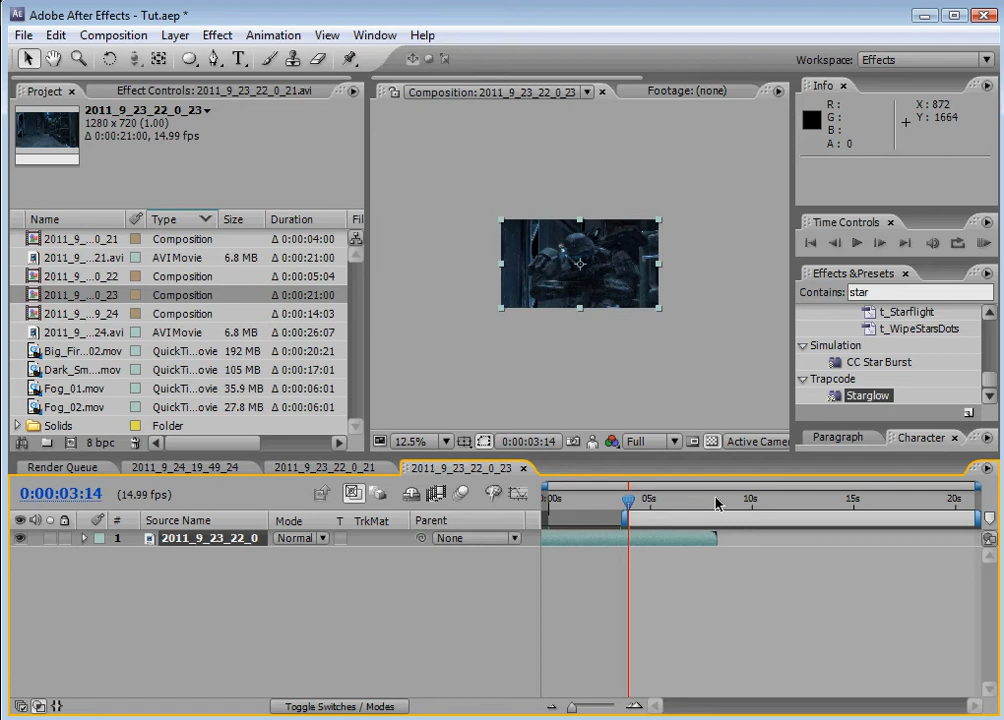 Adobe After Effects - Tut.aep *
File Edit Composition Layer Effect Animation View Window Help
Workspace: Effects
Project × Effect Controls: 2011_9_23_22_0_21.avi
Composition: 2011_9_23_22_0_23 × Footage: (none)
Info ×
2011_9_23_22_0_23
1280 x 720 (1.00)
Δ 0:00:21:00, 14.99 fps
R :
G :
B :
A : 0
X : 872
Y : 1664
Time Controls ×
Effects & Presets ×
Contains: star
t_Starflight
t_WipeStarsDots
Simulation
CC Star Burst
Trapcode
Starglow
Name Type Size Duration Fil
2011_9_...0_21 Composition Δ 0:00:04:00
2011_9_...21.avi AVI Movie 6.8 MB Δ 0:00:21:00
2011_9_...0_22 Composition Δ 0:00:05:04
2011_9_...0_23 Composition Δ 0:00:21:00
2011_9_...9_24 Composition Δ 0:00:14:03
2011_9_...24.avi AVI Movie 6.8 MB Δ 0:00:26:07
Big_Fir...02.mov QuickTi...ovie 192 MB Δ 0:00:20:21
Dark_Sm....mov QuickTi...ovie 105 MB Δ 0:00:17:01
Fog_01.mov QuickTi...ovie 35.9 MB Δ 0:00:06:01
Fog_02.mov QuickTi...ovie 27.8 MB Δ 0:00:06:01
Solids Folder
8 bpc
12.5% 0:00:03:14 Full Active Came
Paragraph Character ×
Render Queue 2011_9_24_19_49_24 2011_9_23_22_0_21 2011_9_23_22_0_23 ×
0:00:03:14 (14.99 fps)
:00s 05s 10s 15s 20s
# Source Name Mode T TrkMat Parent
1 2011_9_23_22_0 Normal None
Toggle Switches / Modes